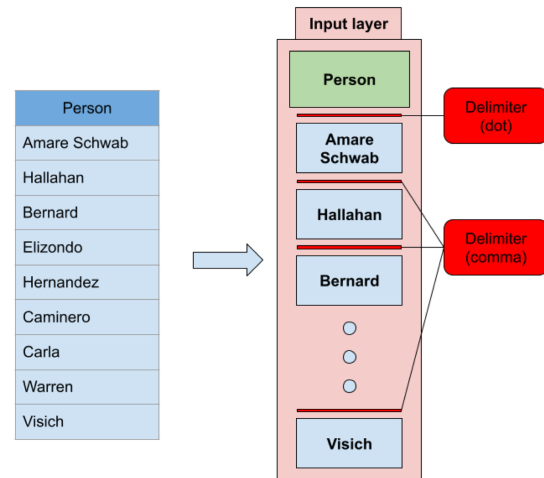 Person
Amare Schwab
Hallahan
Bernard
Elizondo
Hernandez
Caminero
Carla
Warren
Visich
Input layer
Person
Amare
Schwab
Hallahan
Bernard
Visich
Delimiter
(dot)
Delimiter
(comma)